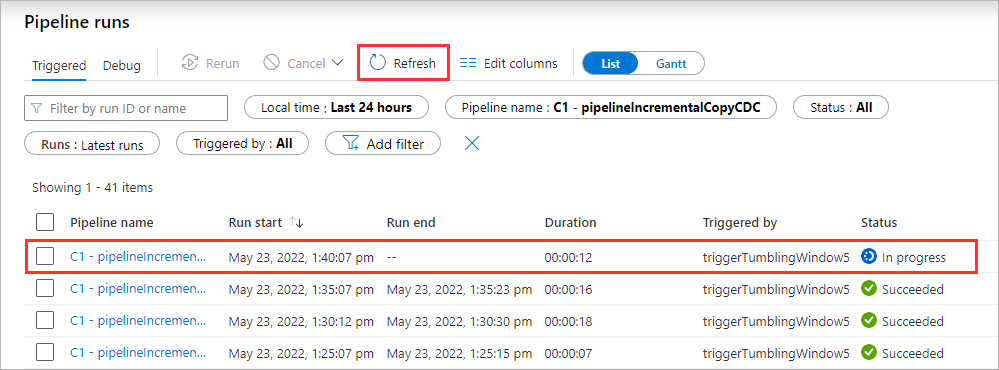 Pipeline runs
Triggered Debug Rerun Cancel Refresh Edit columns List Gantt
Filter by run ID or name Local time : Last 24 hours Pipeline name : C1 - pipelineIncrementalCopyCDC Status : All
Runs : Latest runs Triggered by : All Add filter
Showing 1 - 41 items
Pipeline name Run start Run end Duration Triggered by Status
C1 - pipelineIncremen... May 23, 2022, 1:40:07 pm -- 00:00:12 triggerTumblingWindow5 In progress
C1 - pipelineIncremen... May 23, 2022, 1:35:07 pm May 23, 2022, 1:35:23 pm 00:00:16 triggerTumblingWindow5 Succeeded
C1 - pipelineIncremen... May 23, 2022, 1:30:12 pm May 23, 2022, 1:30:30 pm 00:00:18 triggerTumblingWindow5 Succeeded
C1 - pipelineIncremen... May 23, 2022, 1:25:07 pm May 23, 2022, 1:25:15 pm 00:00:07 triggerTumblingWindow5 Succeeded